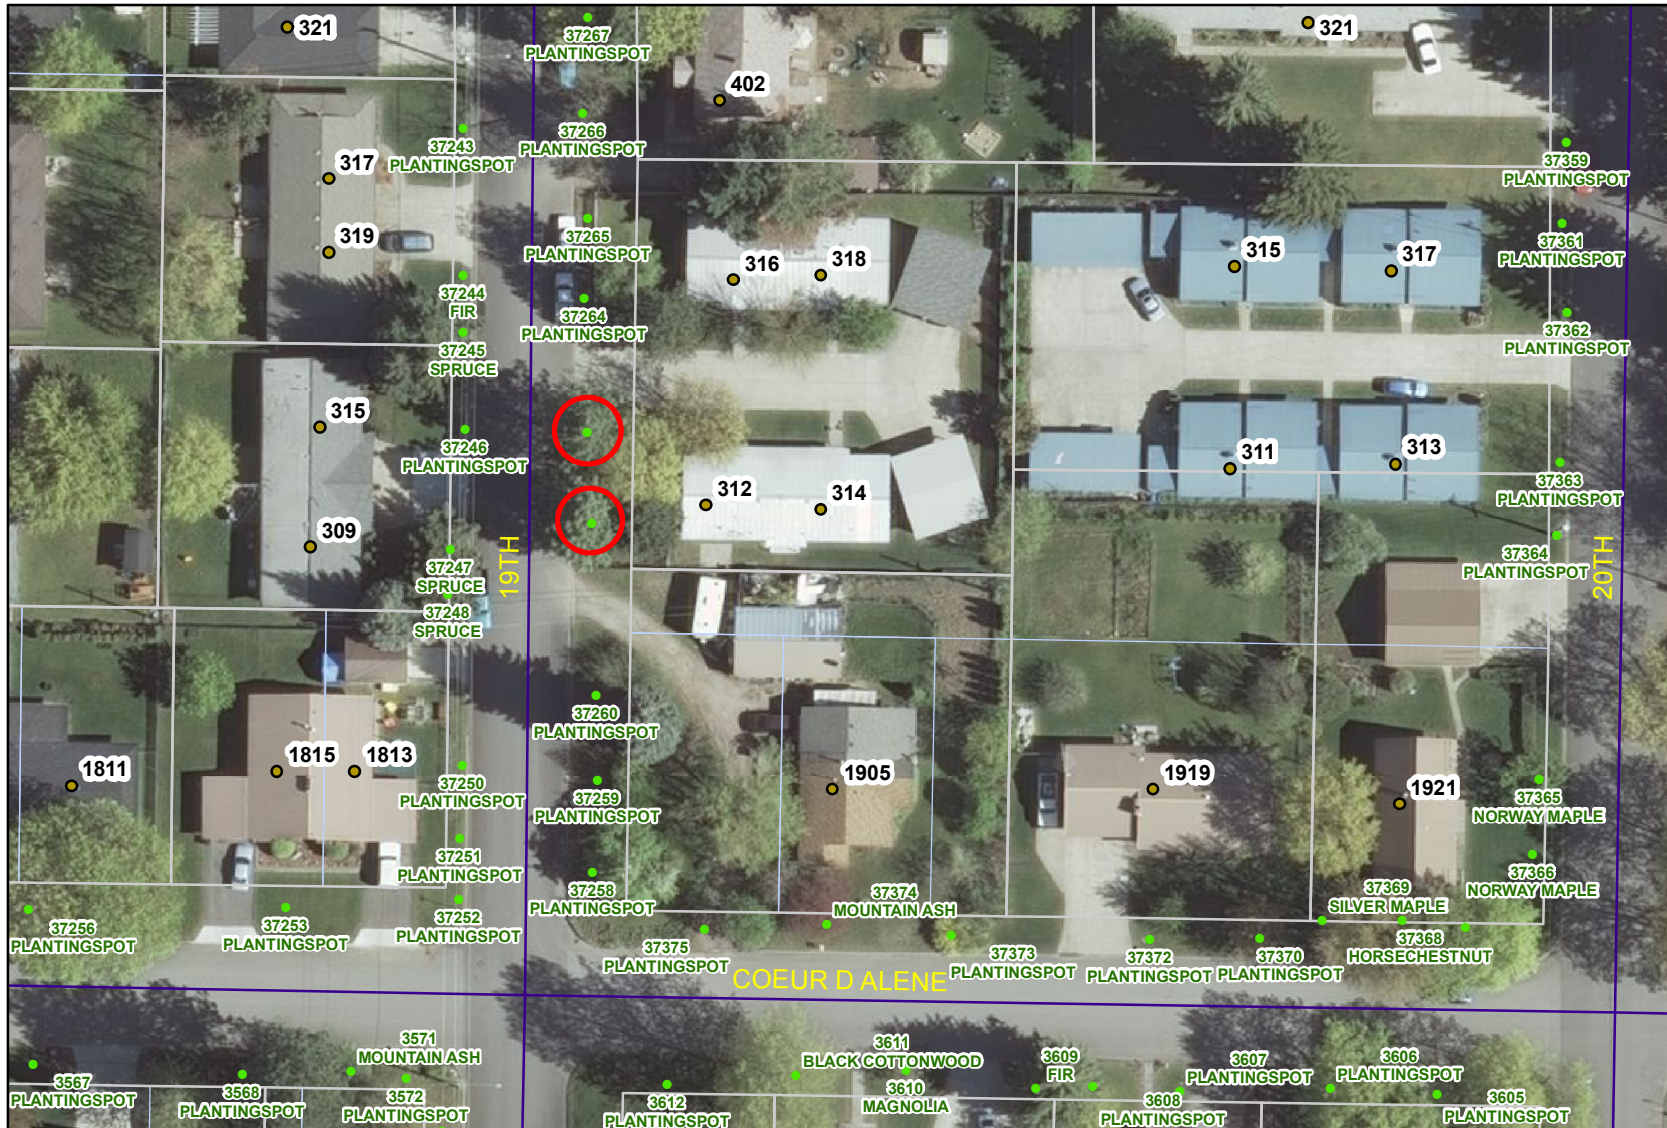 321
37267
PLANTINGSPOT
321
402
37243
PLANTINGSPOT
37266
PLANTINGSPOT
37359
PLANTINGSPOT
317
319
37265
PLANTINGSPOT
316
318
315
317
37361
PLANTINGSPOT
37244
FIR
37264
PLANTINGSPOT
37362
PLANTINGSPOT
37245
SPRUCE
315
37246
PLANTINGSPOT
311
313
37363
PLANTINGSPOT
312
314
309
37247
SPRUCE
19TH
37364
PLANTINGSPOT
20TH
37248
SPRUCE
37260
PLANTINGSPOT
1811
1815
1813
37250
PLANTINGSPOT
37259
PLANTINGSPOT
1905
1919
1921
37365
NORWAY MAPLE
37251
PLANTINGSPOT
37258
PLANTINGSPOT
37366
NORWAY MAPLE
37374
MOUNTAIN ASH
37369
SILVER MAPLE
37256
PLANTINGSPOT
37253
PLANTINGSPOT
37252
PLANTINGSPOT
37375
PLANTINGSPOT
37373
PLANTINGSPOT
37372
PLANTINGSPOT
37370
PLANTINGSPOT
37368
HORSECHESTNUT
COEUR D ALENE
3571
MOUNTAIN ASH
3611
BLACK COTTONWOOD
3609
FIR
3607
PLANTINGSPOT
3606
PLANTINGSPOT
3567
PLANTINGSPOT
3568
PLANTINGSPOT
3572
PLANTINGSPOT
3612
PLANTINGSPOT
3610
MAGNOLIA
3608
PLANTINGSPOT
3605
PLANTINGSPOT